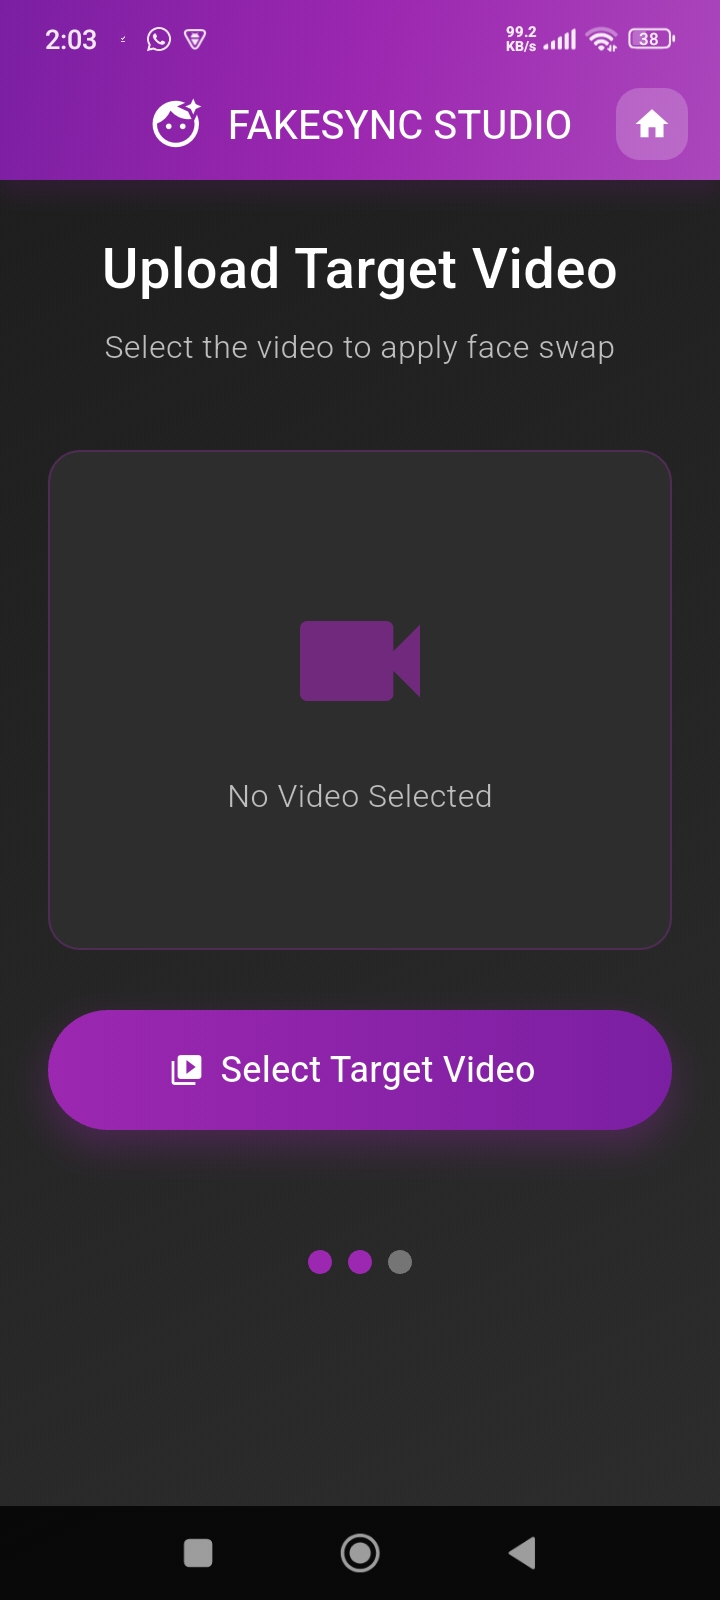 2:03
99.2
KB/s
38
FAKESYNC STUDIO
Upload Target Video
Select the video to apply face swap
No Video Selected
Select Target Video